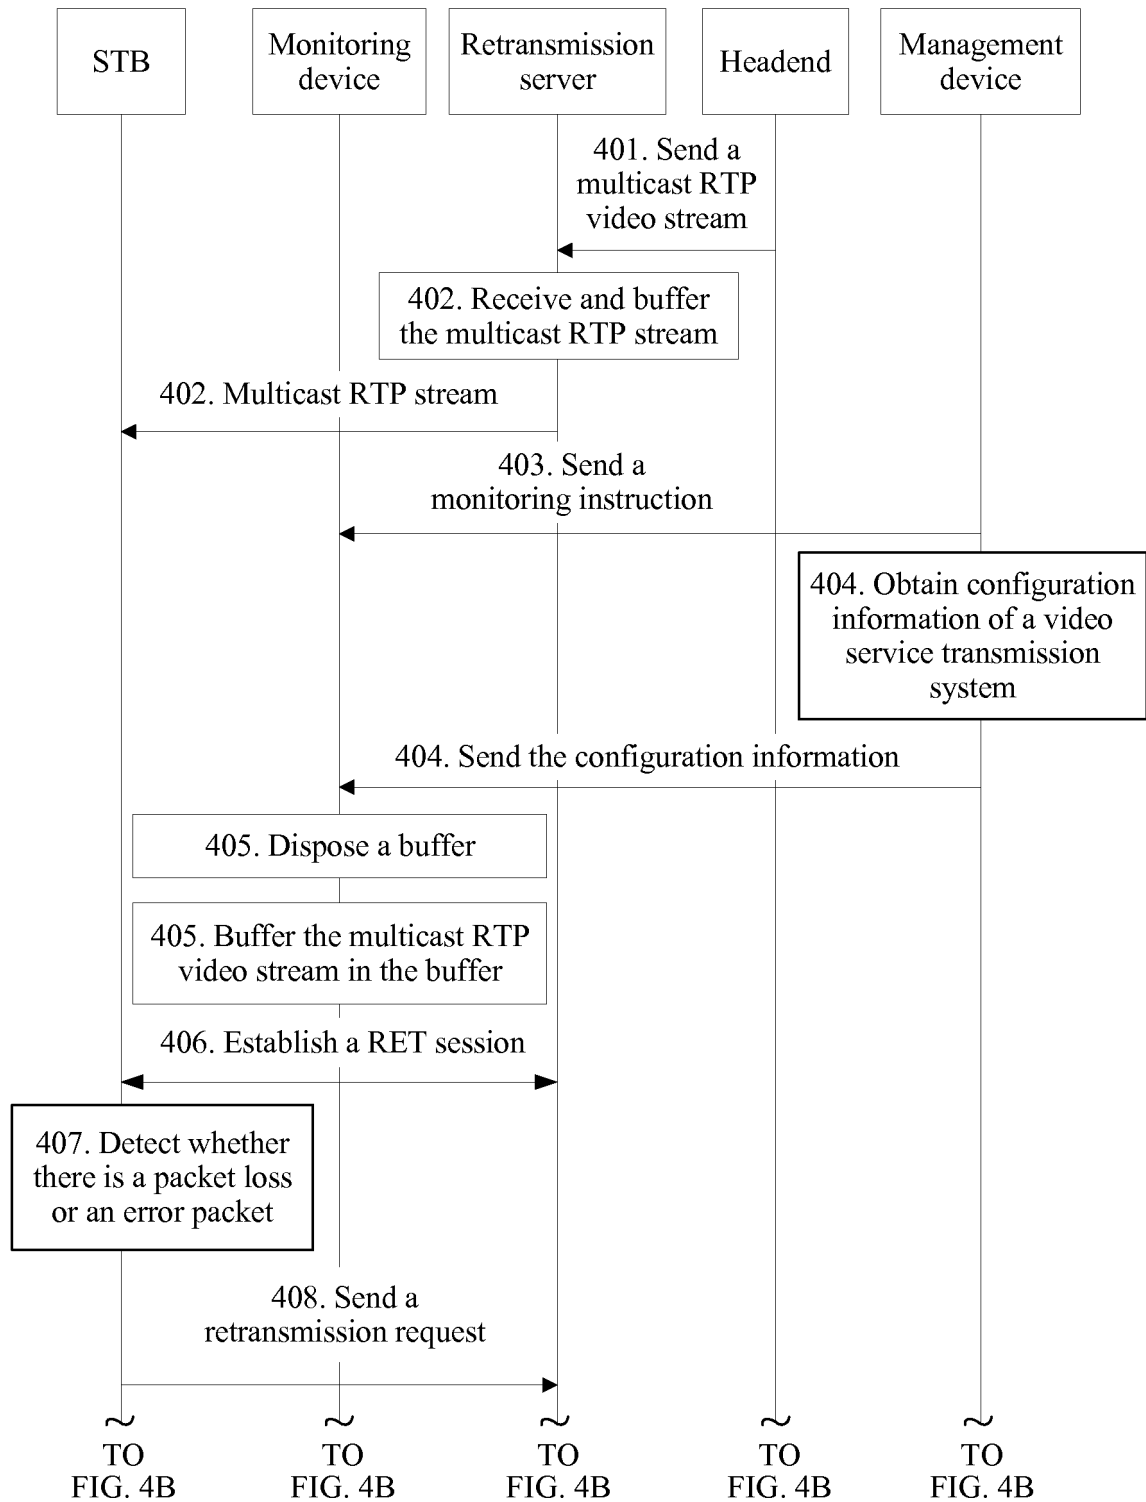 STB
Monitoring
device
Retransmission
server
Headend
Management
device
401. Send a
multicast RTP
video stream
402. Receive and buffer
the multicast RTP stream
402. Multicast RTP stream
403. Send a
monitoring instruction
404. Obtain configuration
information of a video
service transmission
system
404. Send the configuration information
405. Dispose a buffer
405. Buffer the multicast RTP
video stream in the buffer
406. Establish a RET session
407. Detect whether
there is a packet loss
or an error packet
408. Send a
retransmission request
TO
FIG. 4B
TO
FIG. 4B
TO
FIG. 4B
TO
FIG. 4B
TO
FIG. 4B